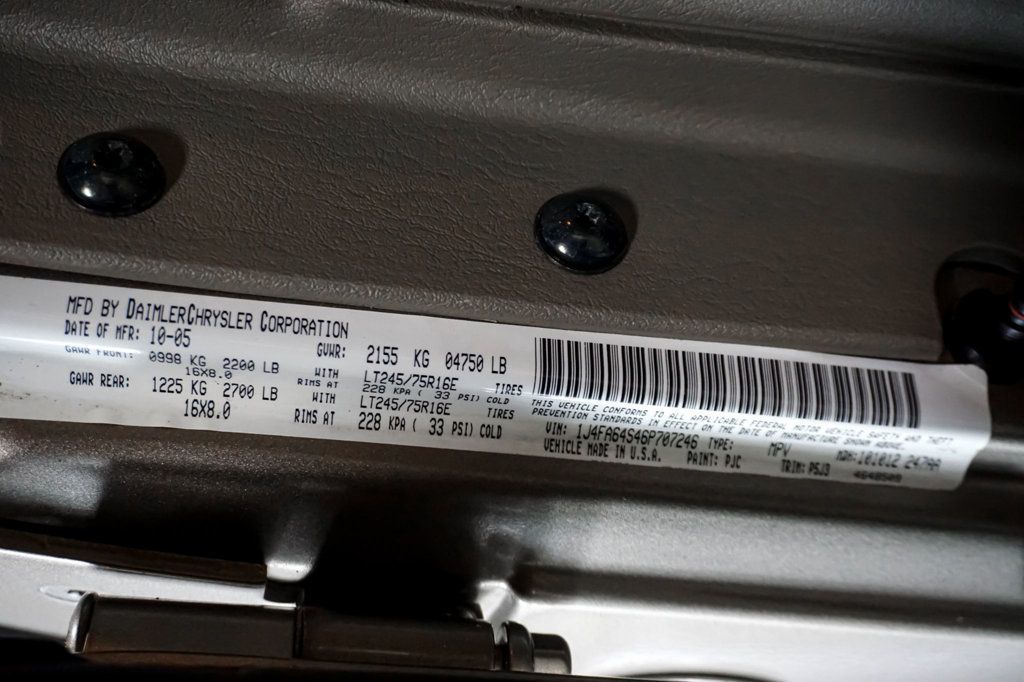 MFD BY DAIMLERCHRYSLER CORPORATION
DATE OF MFR: 10-05 GVWR: 2155 KG 04750 LB
GAWR FRONT: 0998 KG 2200 LB WITH LT245/75R16E TIRES
16X8.0 RIMS AT 228 KPA ( 33 PSI) COLD
GAWR REAR: 1225 KG 2700 LB WITH LT245/75R16E TIRES
16X8.0 RIMS AT 228 KPA ( 33 PSI) COLD
THIS VEHICLE CONFORMS TO ALL APPLICABLE FEDERAL MOTOR VEHICLE SAFETY AND THEFT
PREVENTION STANDARDS IN EFFECT ON THE DATE OF MANUFACTURE SHOWN ABOVE.
VIN: 1J4FA64S46P707246 TYPE: MPV MDH: 101012 247AA
VEHICLE MADE IN U.S.A. PAINT: PJC TRIM: P5J9